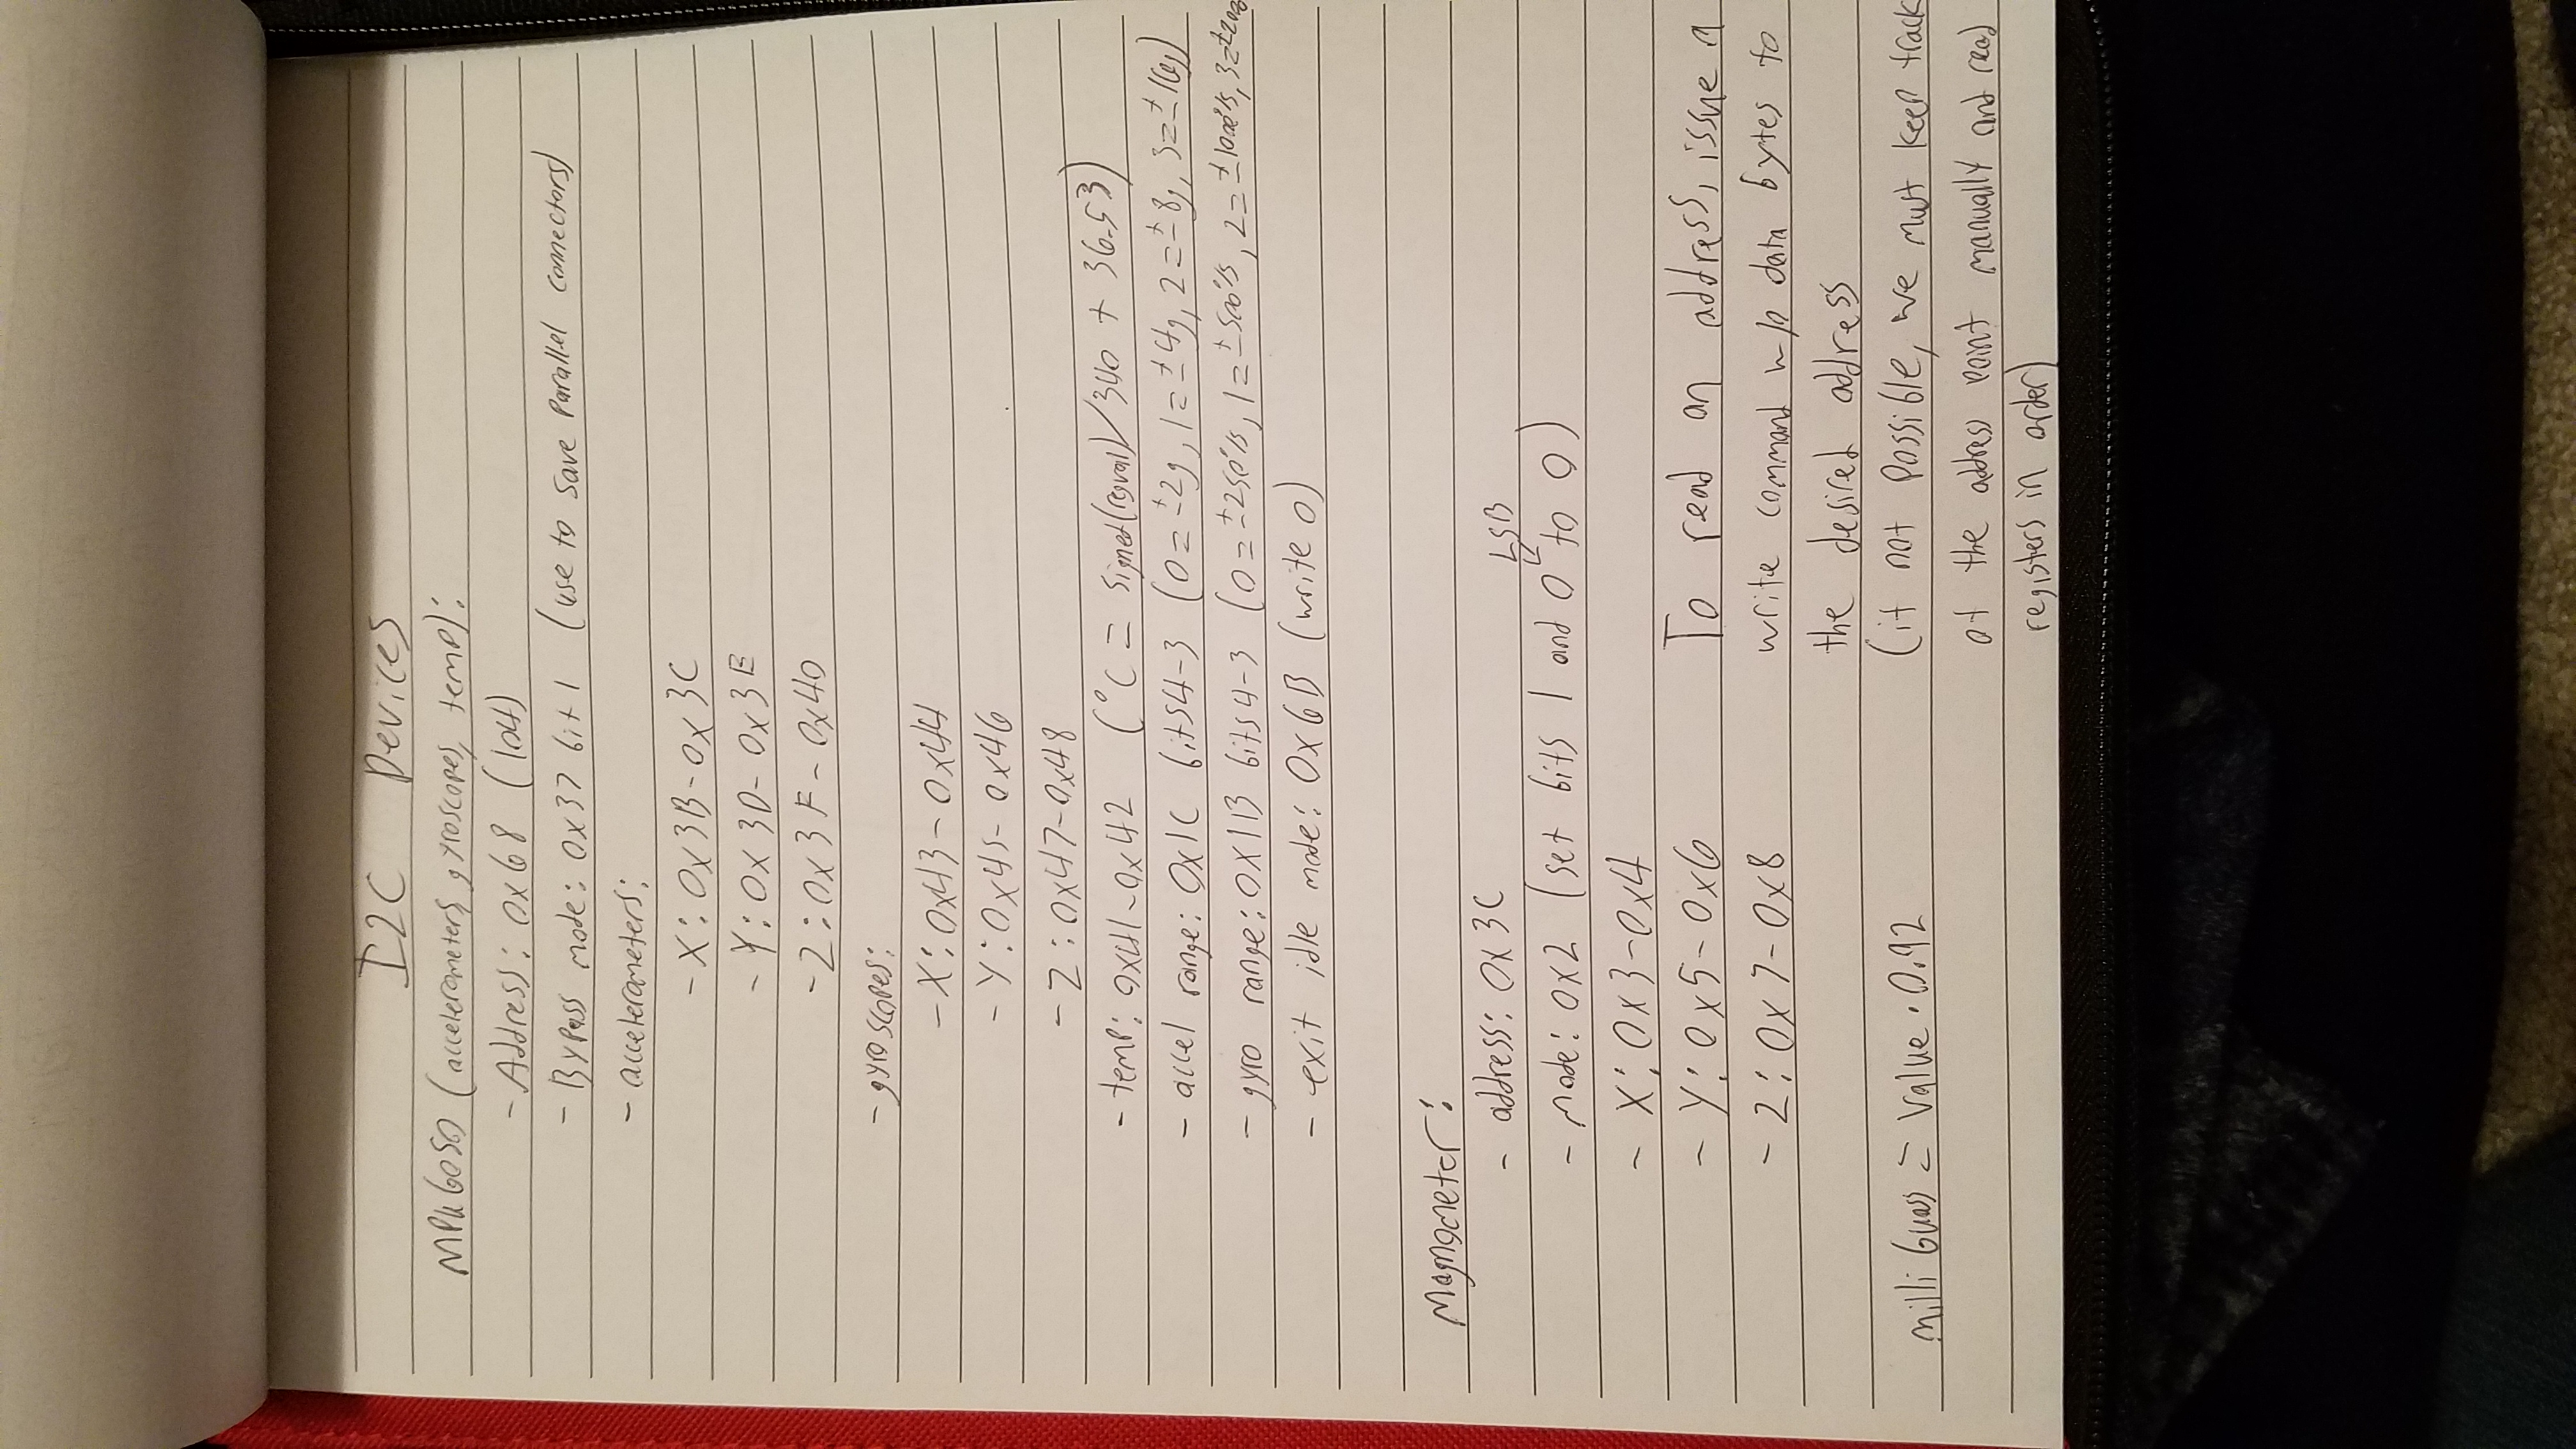 I2C Devices
MPU6050 (accelerometers, gyroscopes, temp):
- Address: 0x68 (104)
- Bypass mode: 0x37 bit 1 (use to save parallel connectors)
- accelerometers:
- X: 0x3B - 0x3C
- Y: 0x3D - 0x3E
- Z: 0x3F - 0x40
- gyroscopes:
- X: 0x43 - 0x44
- Y: 0x45 - 0x46
- Z: 0x47 - 0x48
- temp: 0x41 - 0x42 (°C = signed(regval)/340 + 36.53)
- accel range: 0x1C bits 4-3 (0=±2g, 1=±4g, 2=±8g, 3=±16g)
- gyro range: 0x1B bits 4-3 (0=±250°/s, 1=±500°/s, 2=±1000°/s, 3=±2000
- exit idle mode: 0x6B (write 0)
Magnometer:
- address: 0x3C
LSB
- mode: 0x2 (set bits 1 and 0 to 0)
- X: 0x3 - 0x4
- Y: 0x5 - 0x6
- Z: 0x7 - 0x8
milli Guass = Value · 0.92
To read an address, issue a
write command w/o data bytes to
the desired address
(if not possible, we must keep track
of the address point manually and read
registers in order)